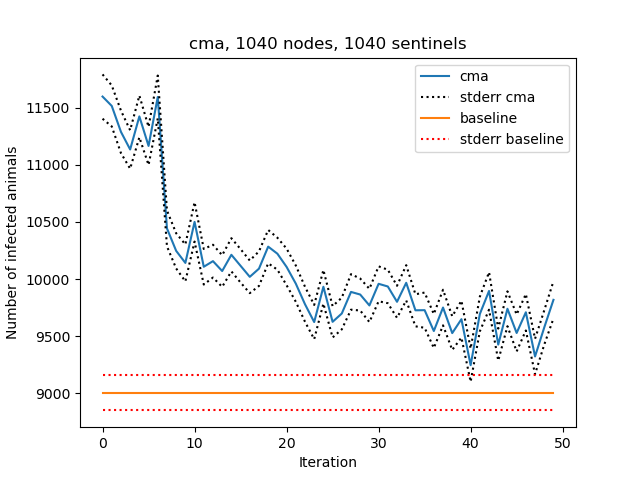 cma, 1040 nodes, 1040 sentinels
cma
stderr cma
baseline
stderr baseline
Number of infected animals
11500
11000
10500
10000
9500
9000
0 10 20 30 40 50
Iteration